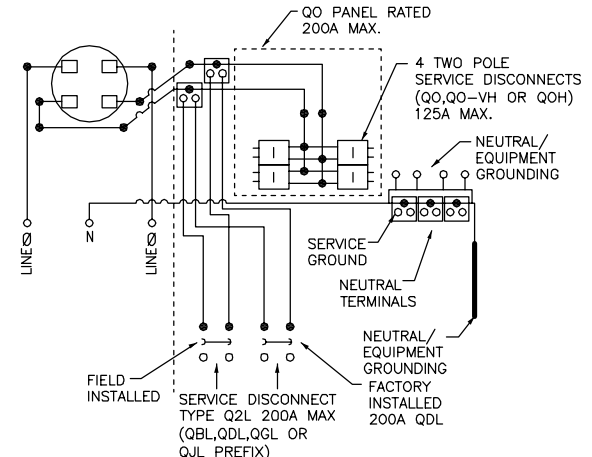 QO PANEL RATED
200A MAX.
4 TWO POLE
SERVICE DISCONNECTS
(QO,QO-VH OR QOH)
125A MAX.
NEUTRAL/
EQUIPMENT
GROUNDING
LINE Ø
N
LINE Ø
SERVICE
GROUND
NEUTRAL
TERMINALS
NEUTRAL/
EQUIPMENT
GROUNDING
FIELD
INSTALLED
SERVICE DISCONNECT
TYPE Q2L 200A MAX
(QBL,QDL,QGL OR
QJL PREFIX)
FACTORY
INSTALLED
200A QDL